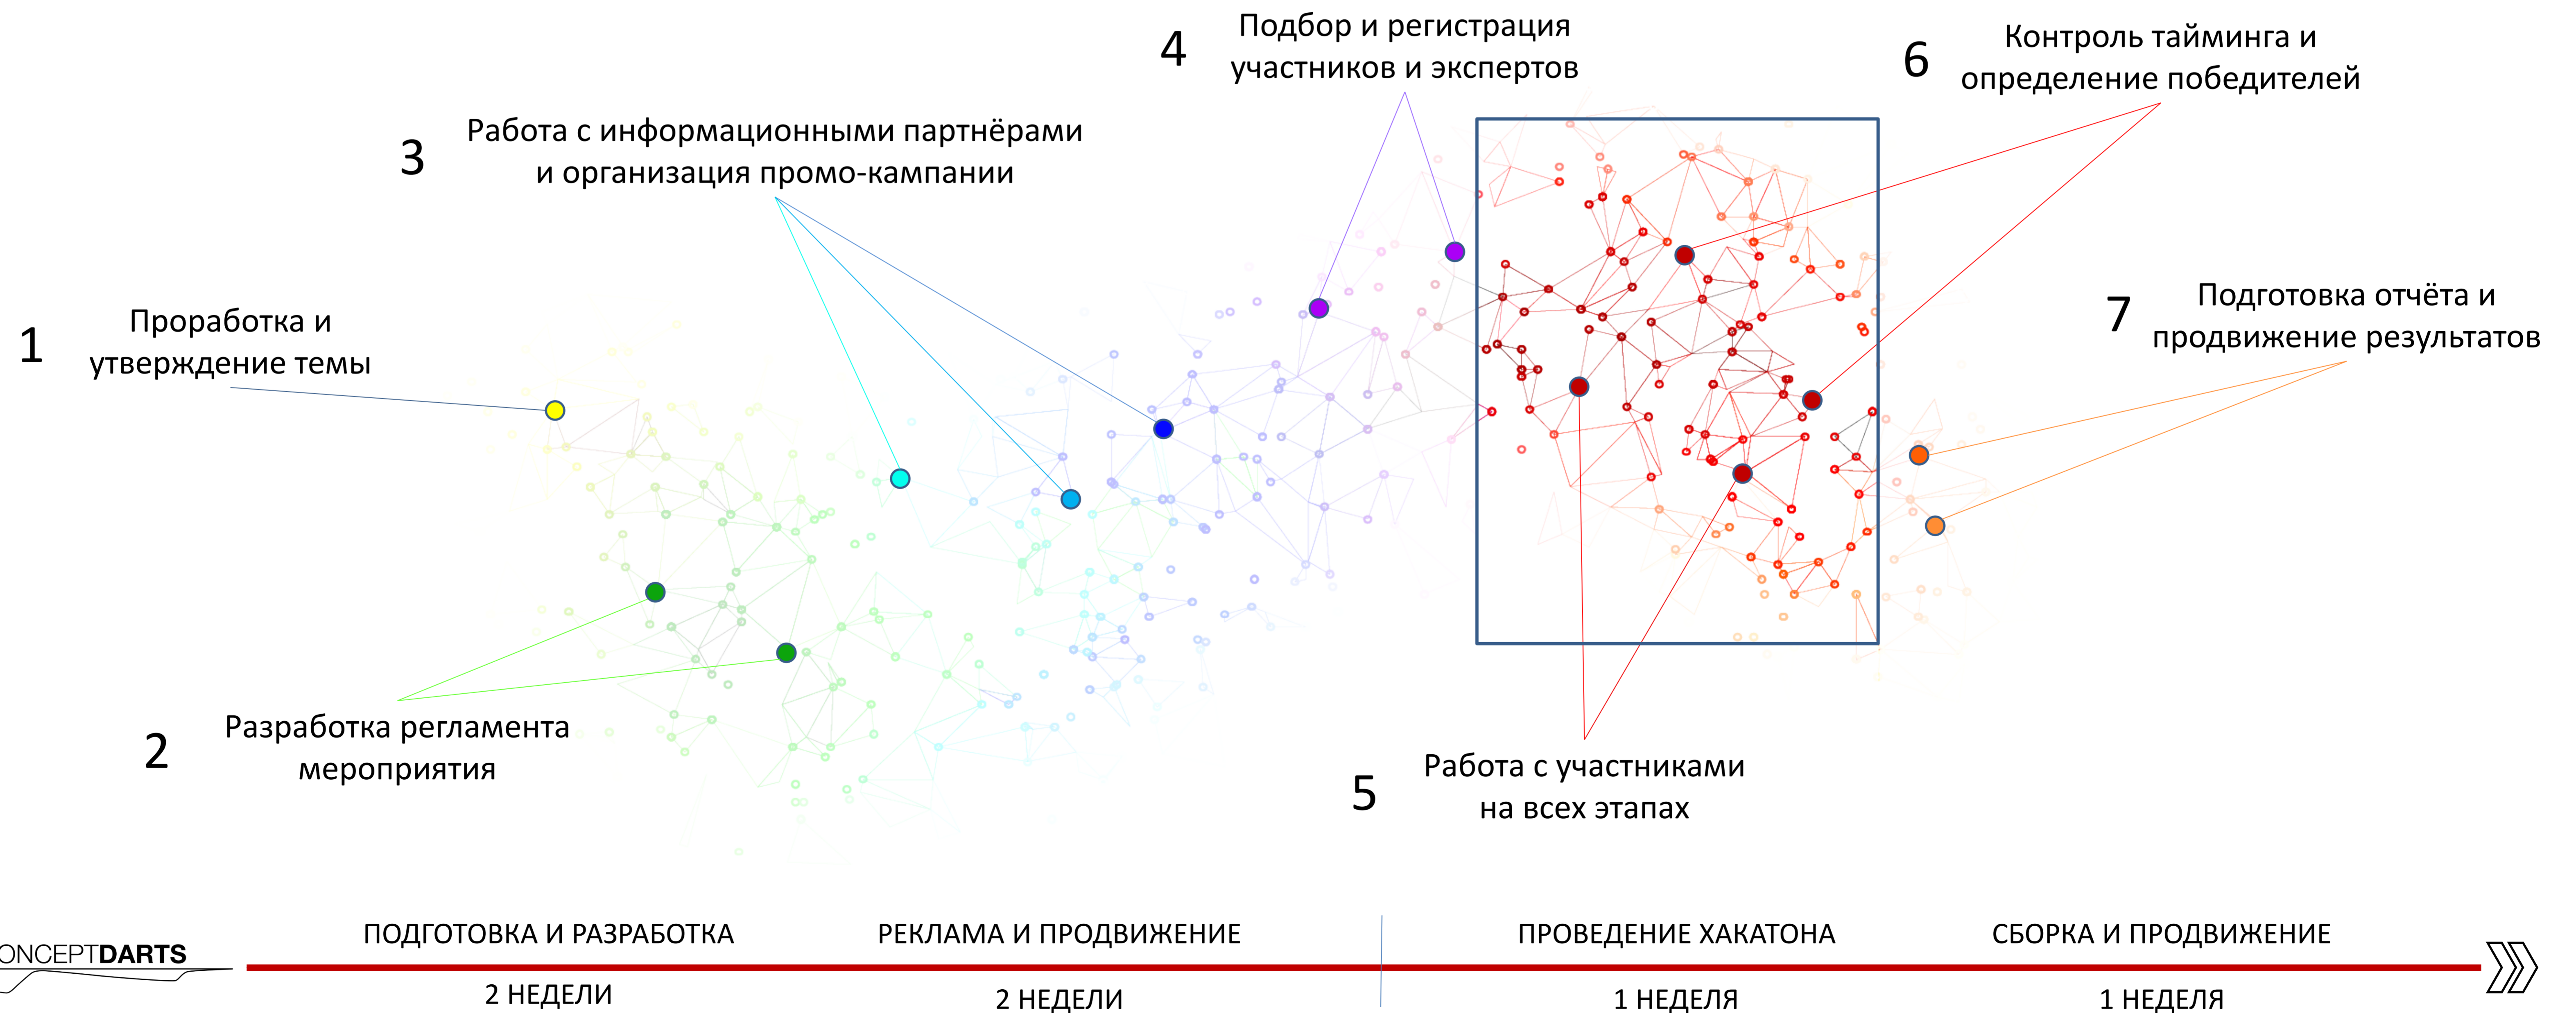 1
Проработка и
утверждение темы
2
Разработка регламента
мероприятия
3
Работа с информационными партнёрами
и организация промо-кампании
4
Подбор и регистрация
участников и экспертов
5
Работа с участниками
на всех этапах
6
Контроль тайминга и
определение победителей
7
Подготовка отчёта и
продвижение результатов
ONCEPTDARTS
ПОДГОТОВКА И РАЗРАБОТКА
2 НЕДЕЛИ
РЕКЛАМА И ПРОДВИЖЕНИЕ
2 НЕДЕЛИ
ПРОВЕДЕНИЕ ХАКАТОНА
1 НЕДЕЛЯ
СБОРКА И ПРОДВИЖЕНИЕ
1 НЕДЕЛЯ